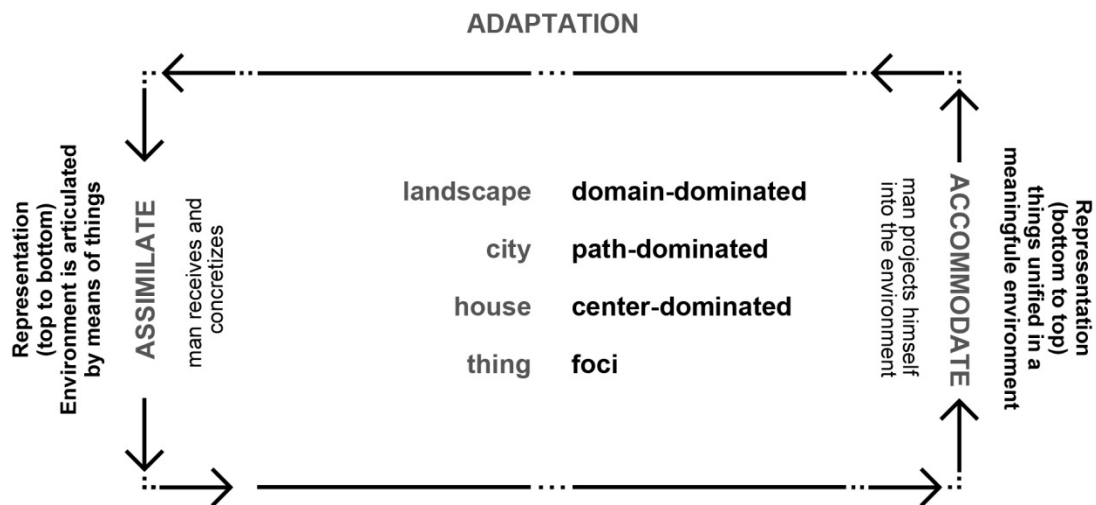 ADAPTATION
Representation
(top to bottom)
Environment is articulated
by means of things
ASSIMILATE
man receives and
concretizes
landscape domain-dominated
city path-dominated
house center-dominated
thing foci
man projects himself
into the environment
ACCOMMODATE
Representation
(bottom to top)
things unified in a
meaningfule environment